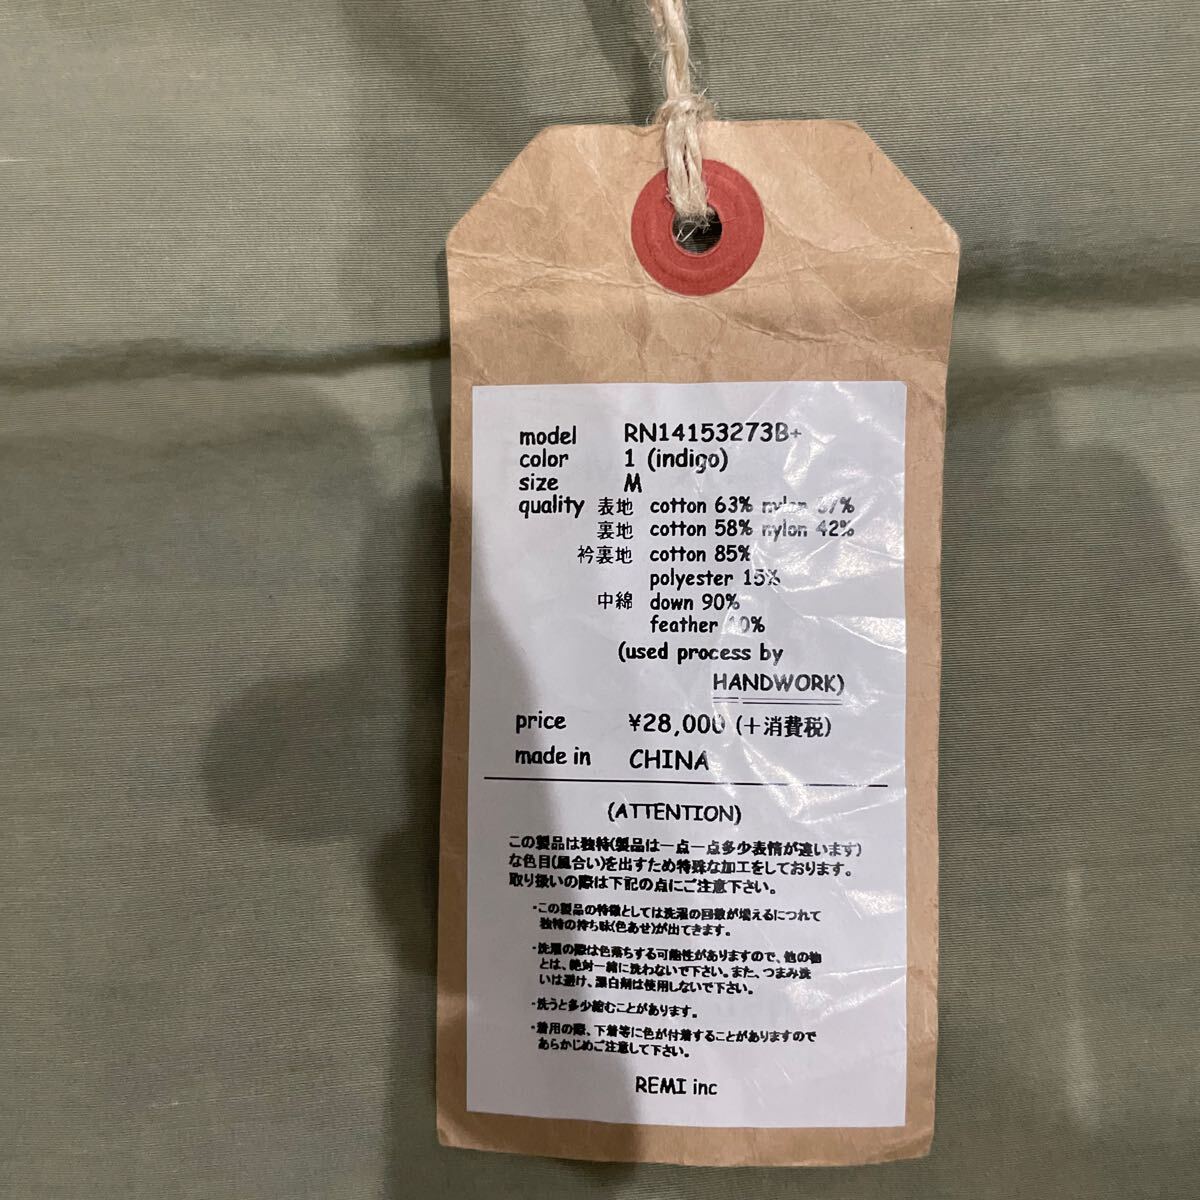 model RN14153273B+
color 1 (indigo)
size M
quality 表地 cotton 63% nylon 37%
裏地 cotton 58% nylon 42%
衿裏地 cotton 85%
polyester 15%
中綿 down 90%
feather 10%
(used process by
HANDWORK)
price ¥28,000 (+消費税)
made in CHINA
(ATTENTION)
この製品は独特(製品は一点一点多少表情が違います)
な色目(風合い)を出すため特殊な加工をしております。
取り扱いの際は下記の点にご注意下さい。
・この製品の特徴としては洗濯の回数が増えるにつれて
独特の持ち味(色あせ)が出てきます。
・洗濯の際は色落ちする可能性がありますので、他の物
とは、絶対一緒に洗わないで下さい。また、つまみ洗
いは避け、漂白剤は使用しないで下さい。
・洗うと多少縮むことがあります。
・着用の際、下着等に色が付着することがありますので
あらかじめご注意して下さい。
REMI inc